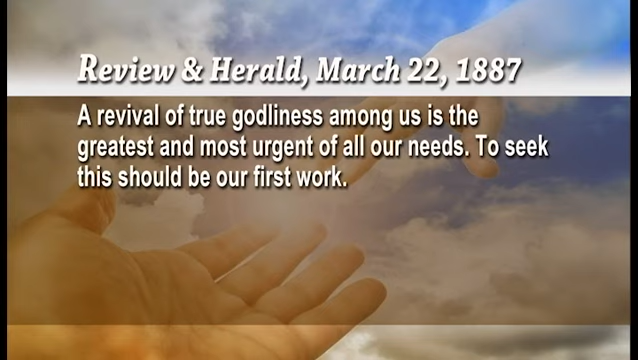 Review & Herald, March 22, 1887
A revival of true godliness among us is the
greatest and most urgent of all our needs. To seek
this should be our first work.